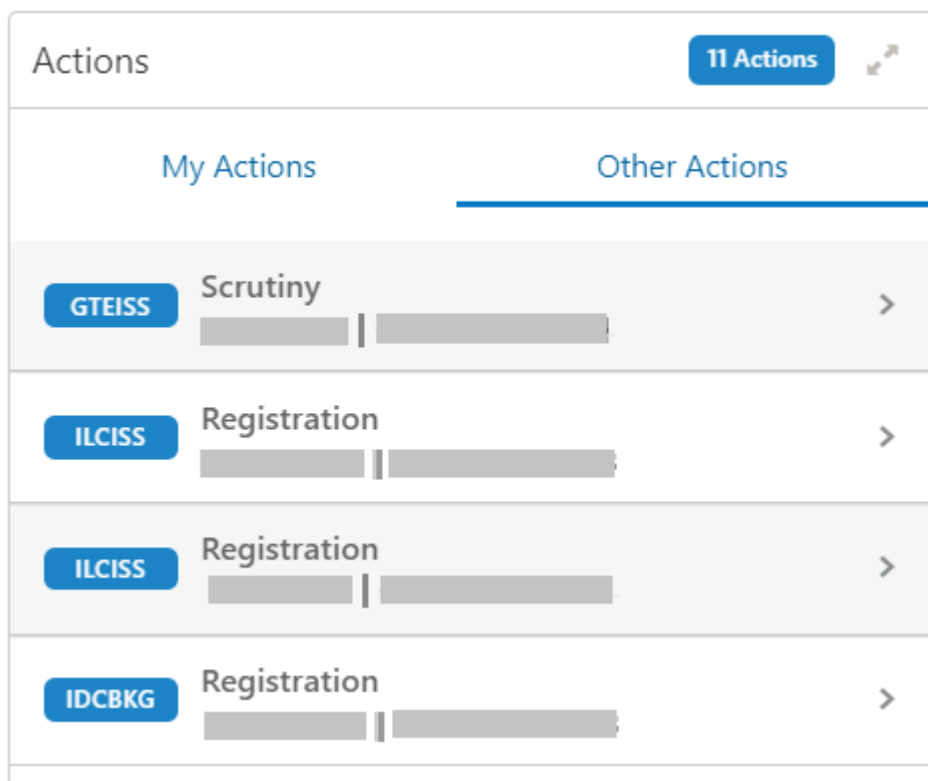 Actions
11 Actions
My Actions
Other Actions
GTEISS
Scrutiny
ILCISS
Registration
ILCISS
Registration
IDCBKG
Registration